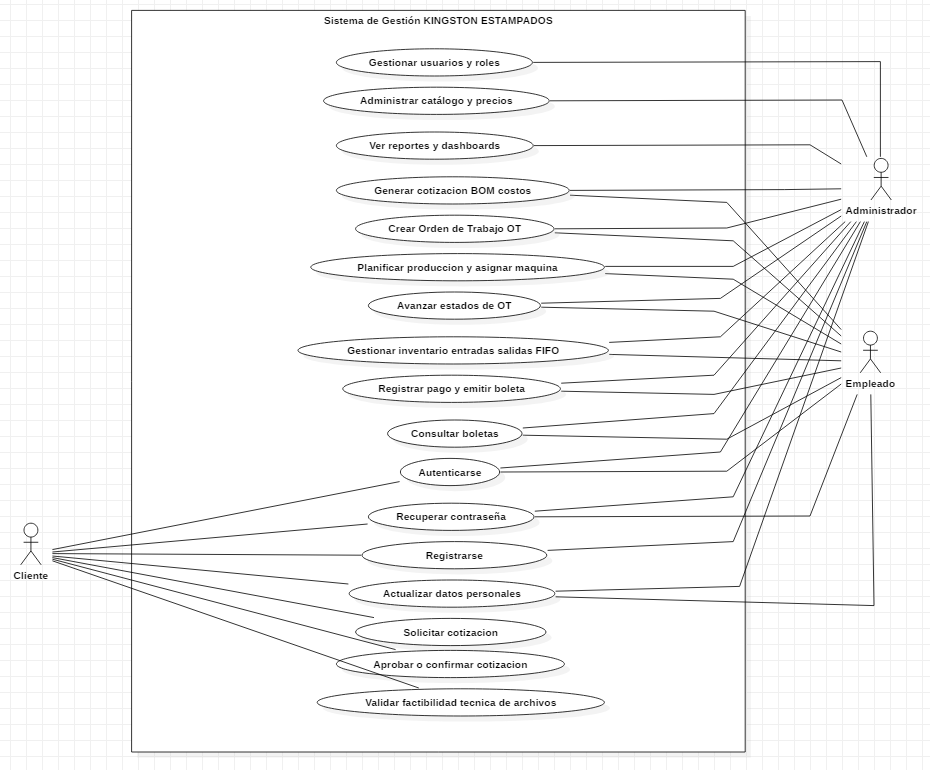 Sistema de Gestión KINGSTON ESTAMPADOS
Gestionar usuarios y roles
Administrar catálogo y precios
Ver reportes y dashboards
Generar cotizacion BOM costos
Administrador
Crear Orden de Trabajo OT
Planificar produccion y asignar maquina
Avanzar estados de OT
Gestionar inventario entradas salidas FIFO
Empleado
Registrar pago y emitir boleta
Consultar boletas
Autenticarse
Recuperar contraseña
Registrarse
Cliente
Actualizar datos personales
Solicitar cotizacion
Aprobar o confirmar cotizacion
Validar factibilidad tecnica de archivos